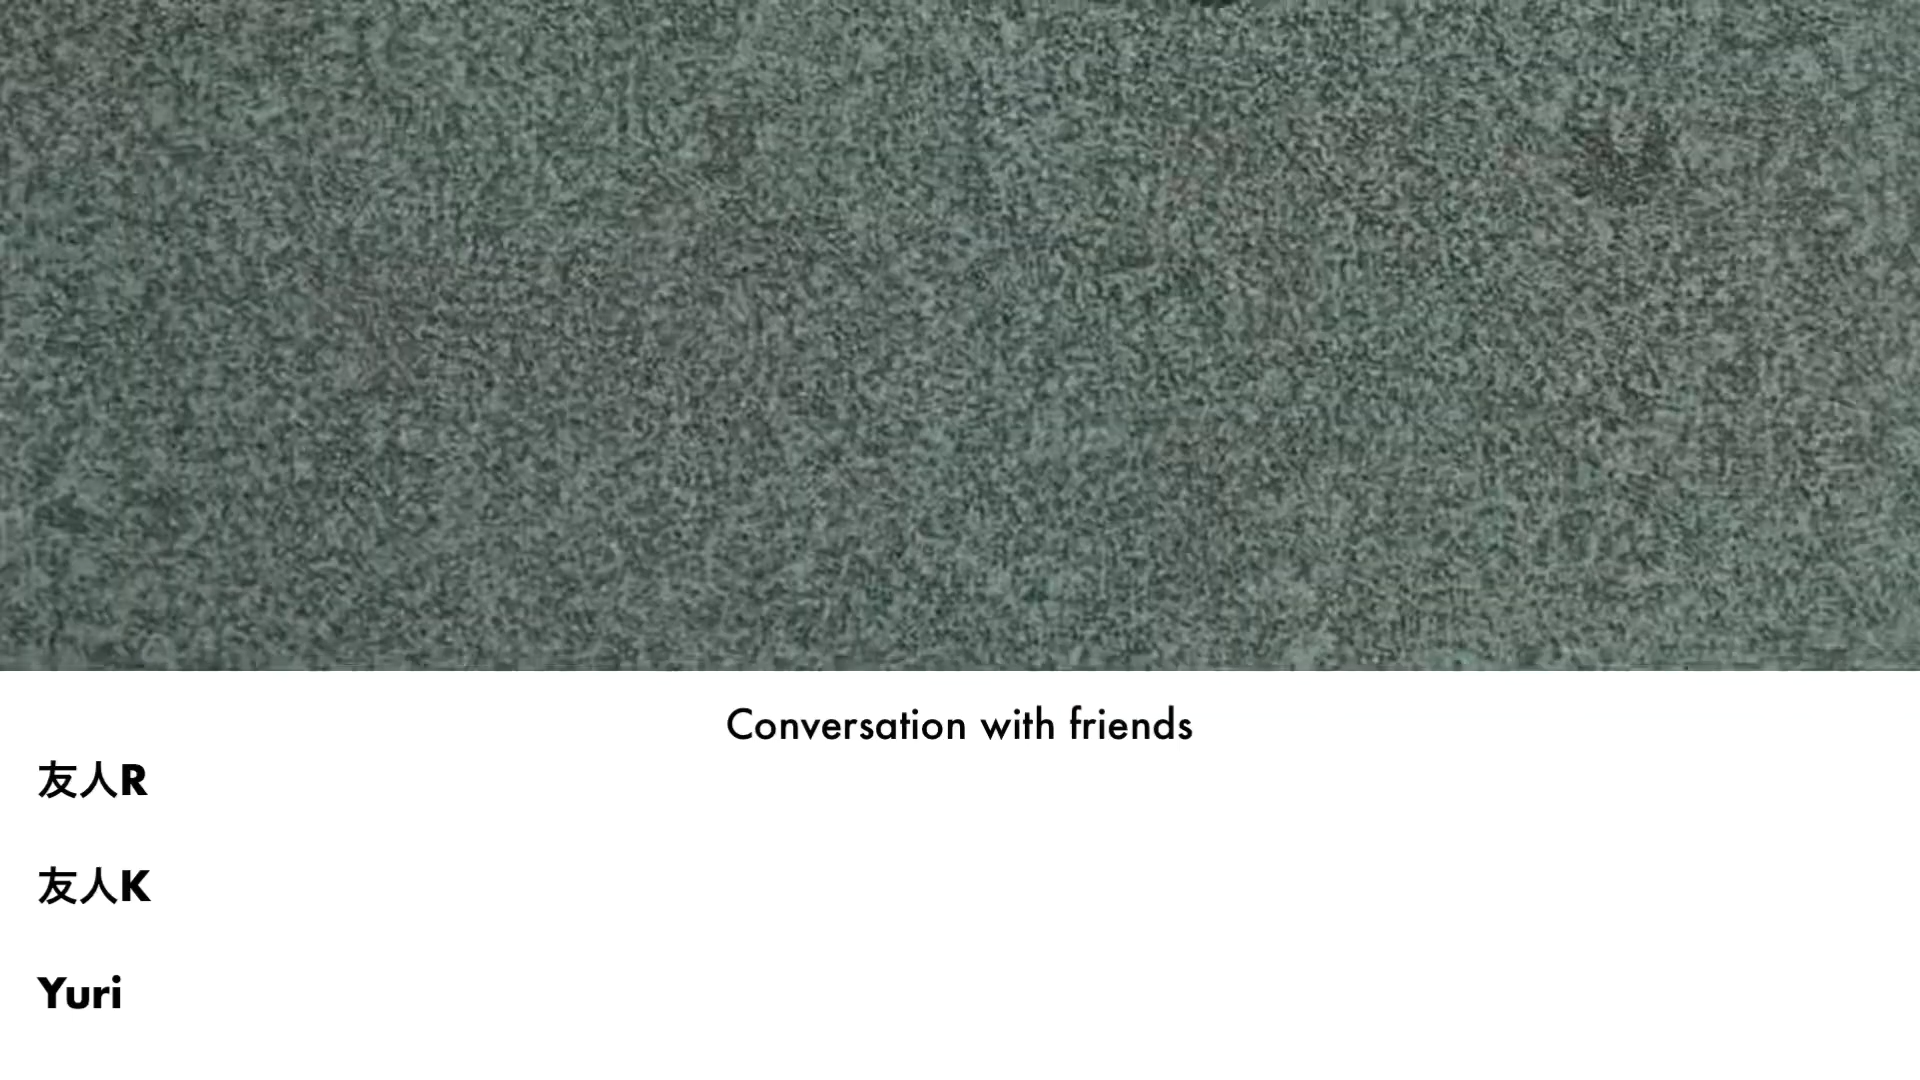 Conversation with friends
友人R
友人K
Yuri